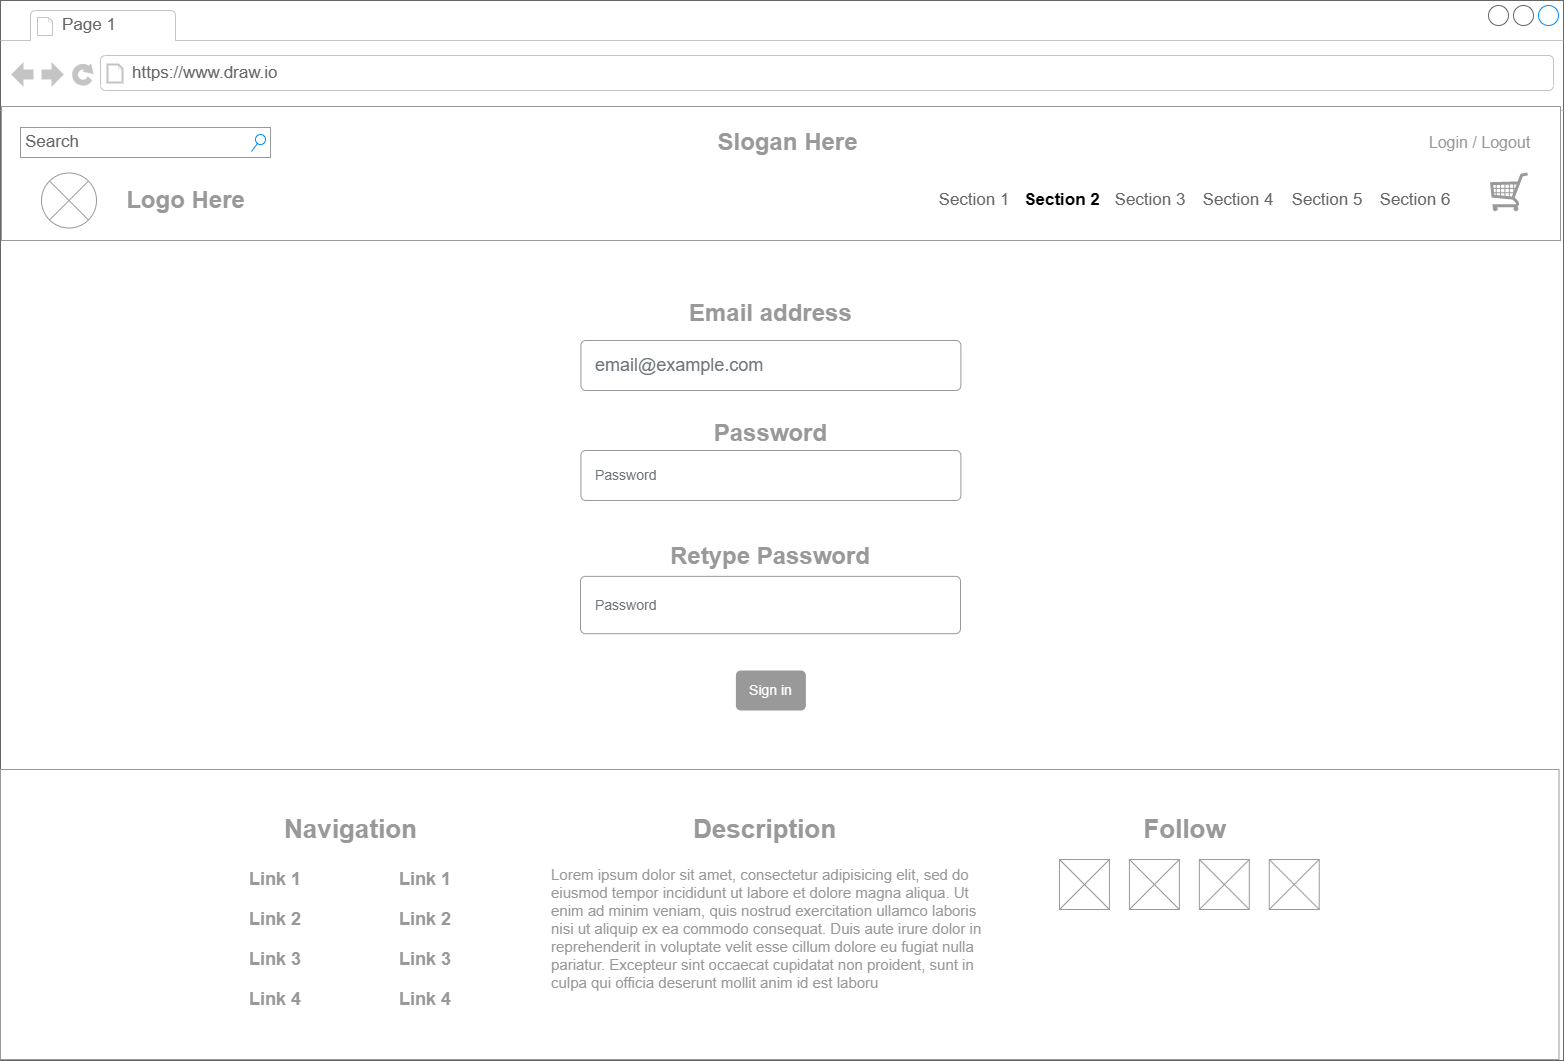 Page 1
https://www.draw.io
Search
Slogan Here
Login / Logout
Logo Here
Section 1 Section 2 Section 3 Section 4 Section 5 Section 6
Email address
email@example.com
Password
Password
Retype Password
Password
Sign in
Navigation
Link 1 Link 1
Link 2 Link 2
Link 3 Link 3
Link 4 Link 4
Description
Lorem ipsum dolor sit amet, consectetur adipisicing elit, sed do
eiusmod tempor incididunt ut labore et dolore magna aliqua. Ut
enim ad minim veniam, quis nostrud exercitation ullamco laboris
nisi ut aliquip ex ea commodo consequat. Duis aute irure dolor in
reprehenderit in voluptate velit esse cillum dolore eu fugiat nulla
pariatur. Excepteur sint occaecat cupidatat non proident, sunt in
culpa qui officia deserunt mollit anim id est laboru
Follow